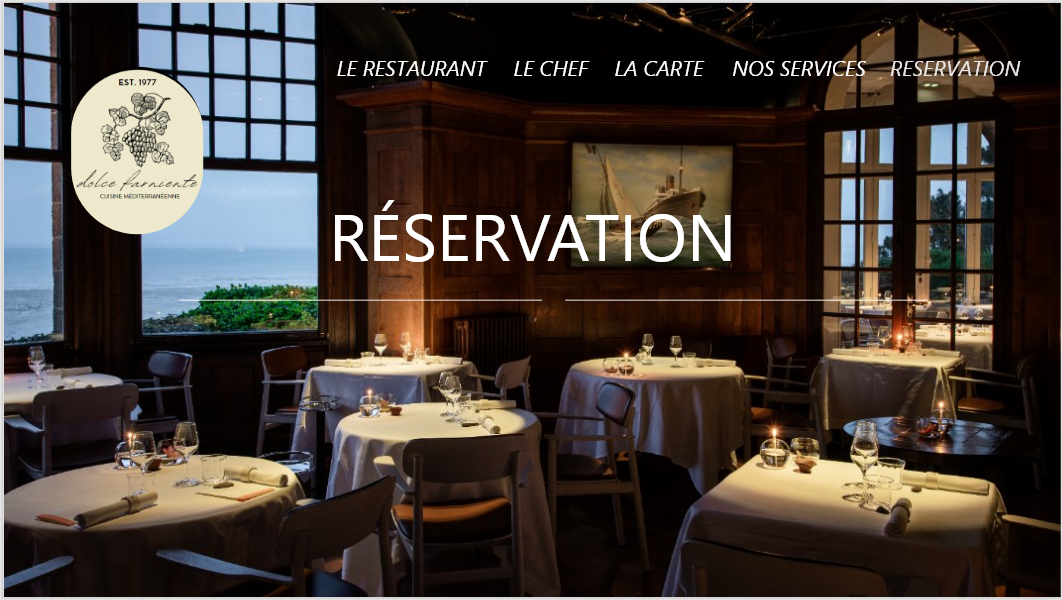 LE RESTAURANT LE CHEF LA CARTE NOS SERVICES RESERVATION
EST. 1977
dolce farniente
CUISINE MÉDITERRANÉENNE
RÉSERVATION